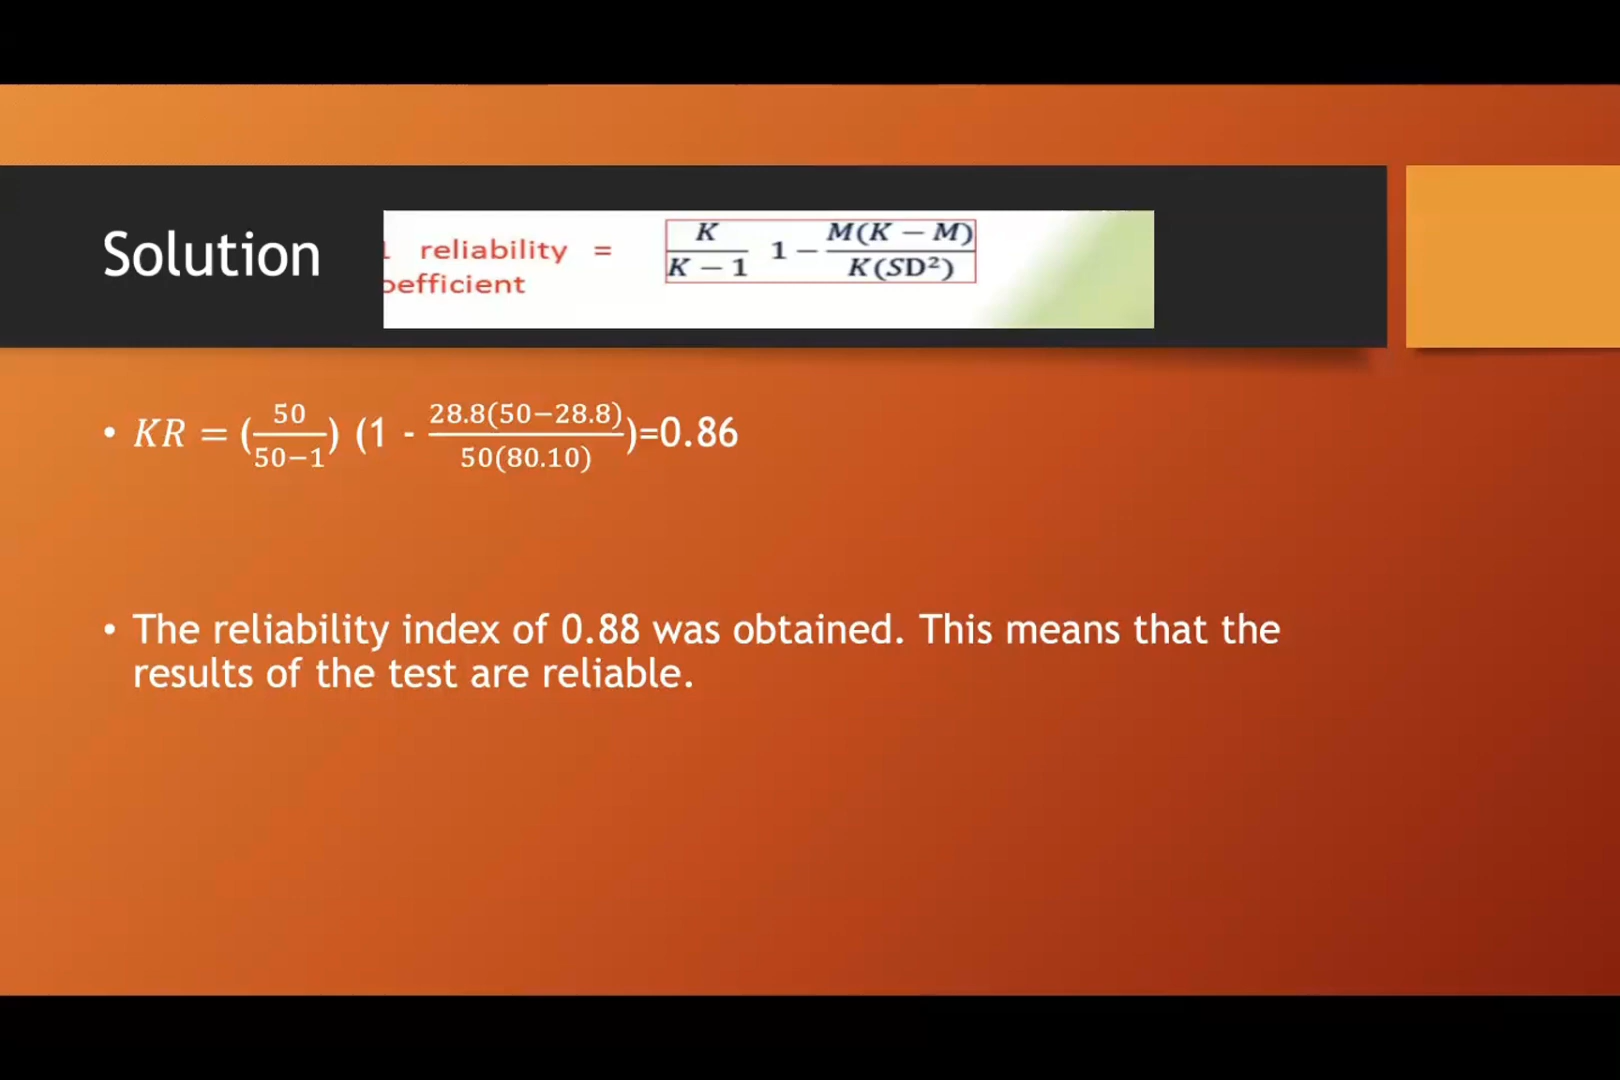 Solution
reliability = K/(K − 1) 1 − M(K − M)/K(SD²)
oefficient
• KR = (50/(50−1)) (1 - 28.8(50−28.8)/50(80.10))=0.86
• The reliability index of 0.88 was obtained. This means that the
results of the test are reliable.